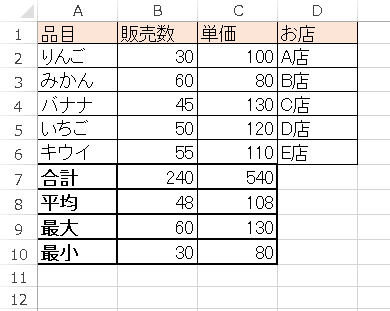 A B C D
1 品目 販売数 単価 お店
2 りんご 30 100 A店
3 みかん 60 80 B店
4 バナナ 45 130 C店
5 いちご 50 120 D店
6 キウイ 55 110 E店
7 合計 240 540
8 平均 48 108
9 最大 60 130
10 最小 30 80
11
12